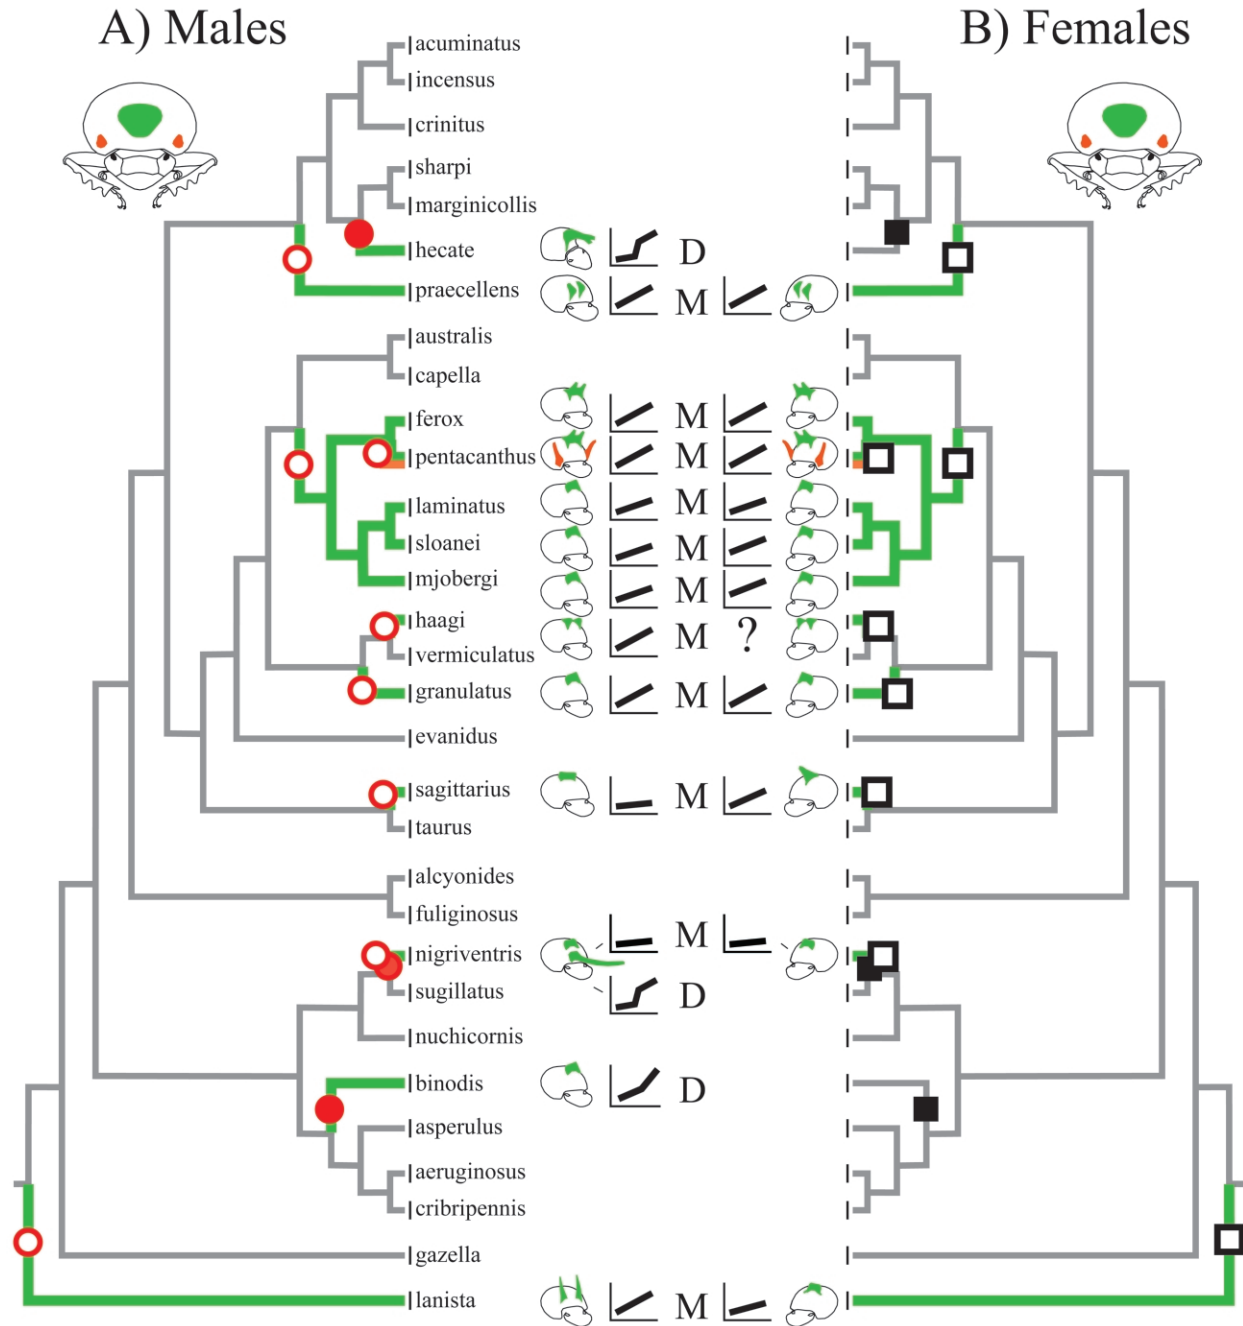 A) Males
B) Females
acuminatus
incensus
crinitus
sharpi
marginicollis
hecate D
praecellens M
australis
capella
ferox M
pentacanthus M
laminatus M
sloanei M
mjobergi M
haagi M ?
vermiculatus
granulatus M
evanidus
sagittarius M
taurus
alcyonides
fuliginosus
nigriventris M
sugillatus D
nuchicornis
binodis D
asperulus
aeruginosus
cribripennis
gazella
lanista M